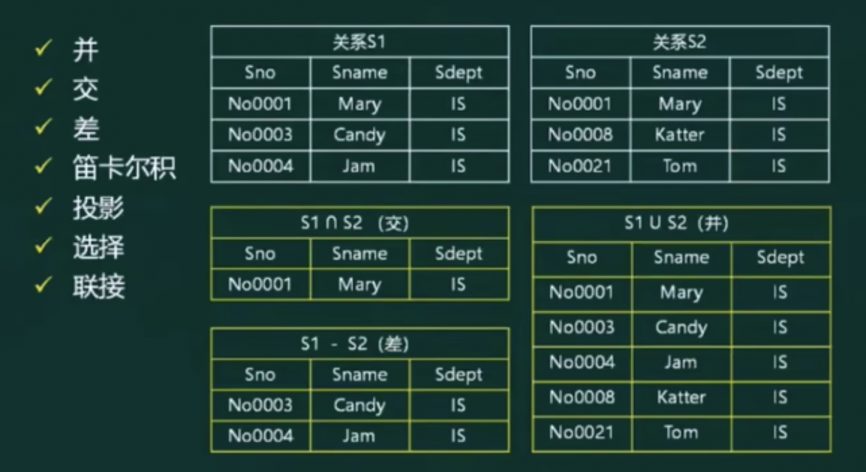 ✓ 并
✓ 交
✓ 差
✓ 笛卡尔积
✓ 投影
✓ 选择
✓ 联接
关系S1
Sno Sname Sdept
No0001 Mary IS
No0003 Candy IS
No0004 Jam IS
关系S2
Sno Sname Sdept
No0001 Mary IS
No0008 Katter IS
No0021 Tom IS
S1 ∩ S2 (交)
Sno Sname Sdept
No0001 Mary IS
S1 - S2 (差)
Sno Sname Sdept
No0003 Candy IS
No0004 Jam IS
S1 U S2 (并)
Sno Sname Sdept
No0001 Mary IS
No0003 Candy IS
No0004 Jam IS
No0008 Katter IS
No0021 Tom IS